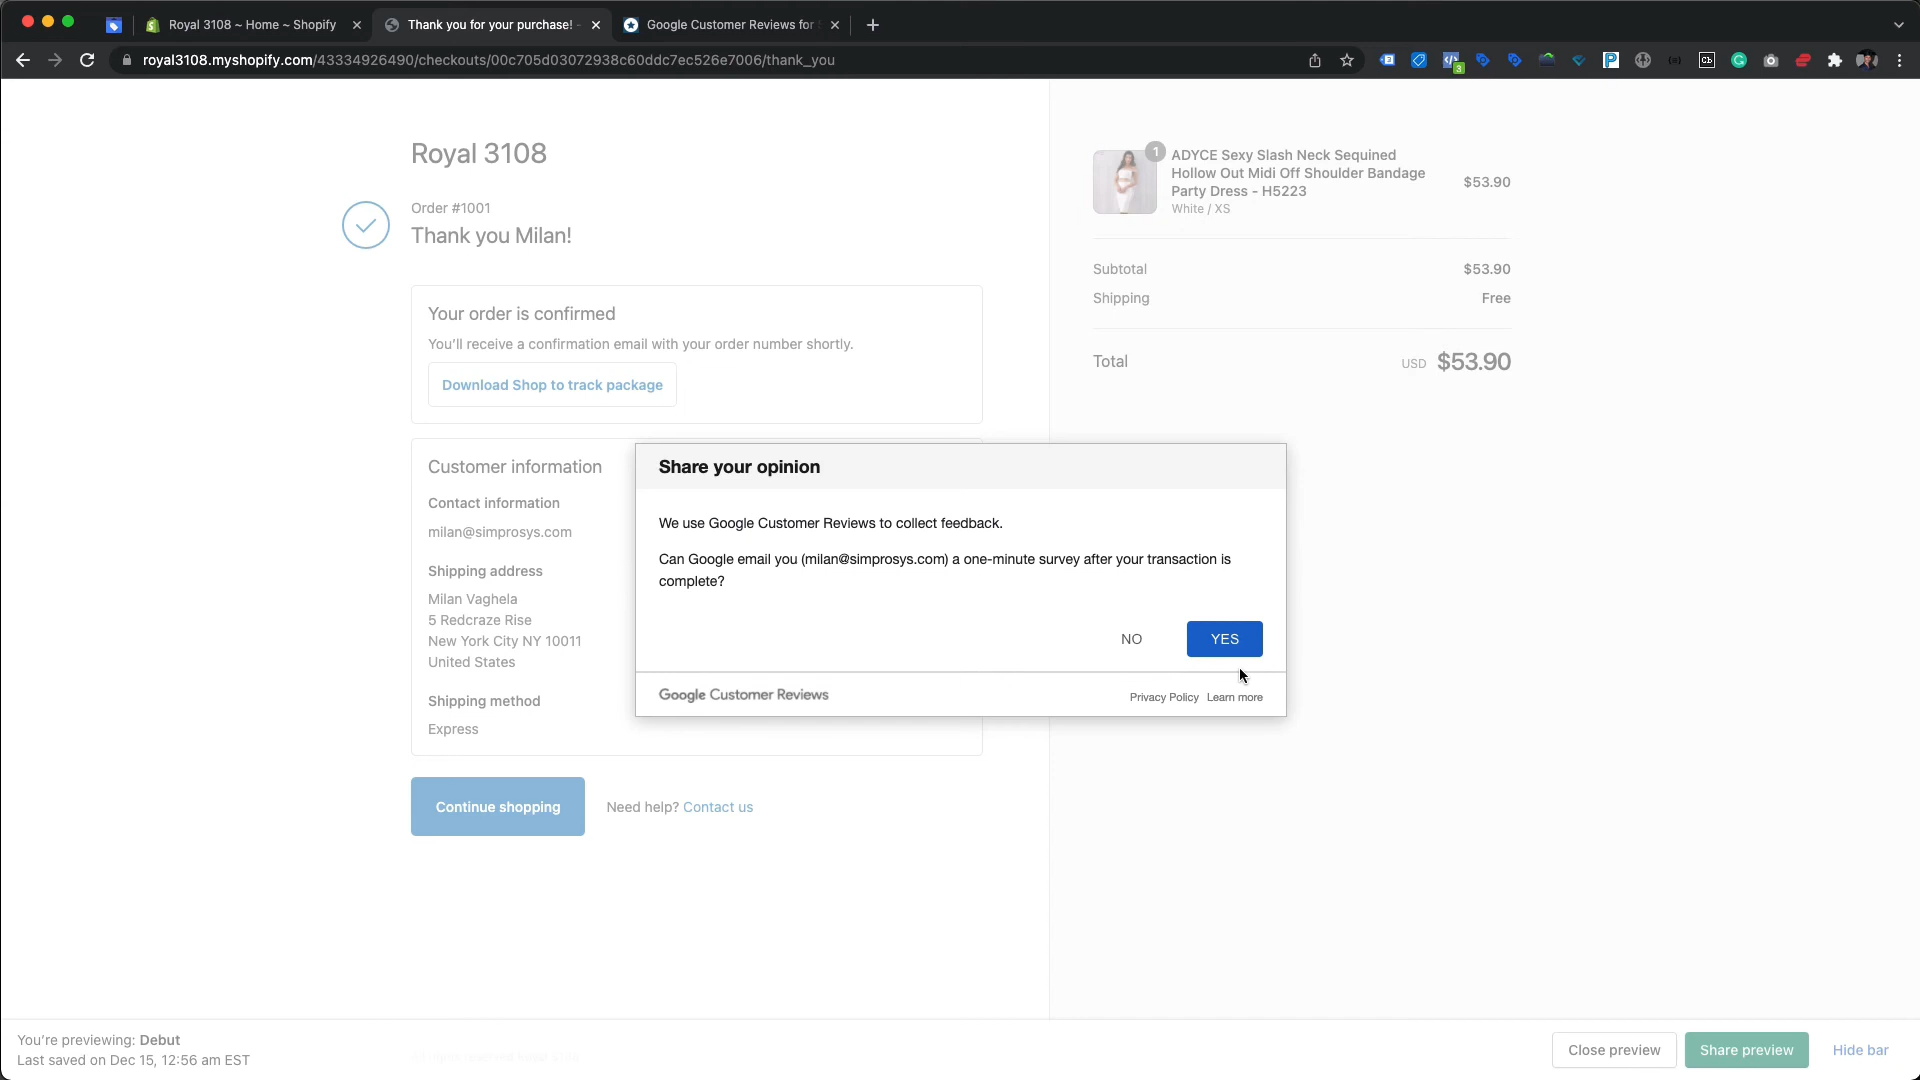 Royal 3108 ~ Home ~ Shopify
Thank you for your purchase! -
Google Customer Reviews for
royal3108.myshopify.com/43334926490/checkouts/00c705d03072938c60ddc7ec526e7006/thank_you
3
Royal 3108
Order #1001
Thank you Milan!
Your order is confirmed
You'll receive a confirmation email with your order number shortly.
Download Shop to track package
Customer information
Contact information
milan@simprosys.com
Shipping address
Milan Vaghela
5 Redcraze Rise
New York City NY 10011
United States
Shipping method
Express
Continue shopping
Need help? Contact us
1
ADYCE Sexy Slash Neck Sequined
Hollow Out Midi Off Shoulder Bandage
Party Dress - H5223
White / XS
$53.90
Subtotal
$53.90
Shipping
Free
Total
USD $53.90
Share your opinion
We use Google Customer Reviews to collect feedback.
Can Google email you (milan@simprosys.com) a one-minute survey after your transaction is
complete?
NO
YES
Google Customer Reviews
Privacy Policy
Learn more
You're previewing: Debut
Last saved on Dec 15, 12:56 am EST
Close preview
Share preview
Hide bar